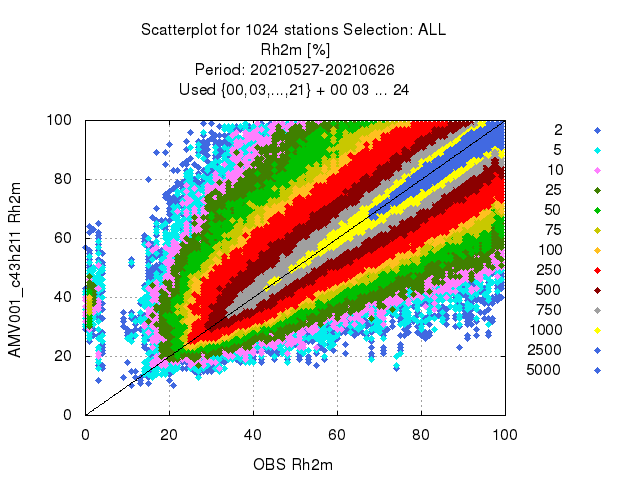 Scatterplot for 1024 stations Selection: ALL
Rh2m [%]
Period: 20210527-20210626
Used {00,03,...,21} + 00 03 ... 24
100
80
60
40
20
0
AMV001_c43h211 Rh2m
0 20 40 60 80 100
OBS Rh2m
2
5
10
25
50
75
100
250
500
750
1000
2500
5000